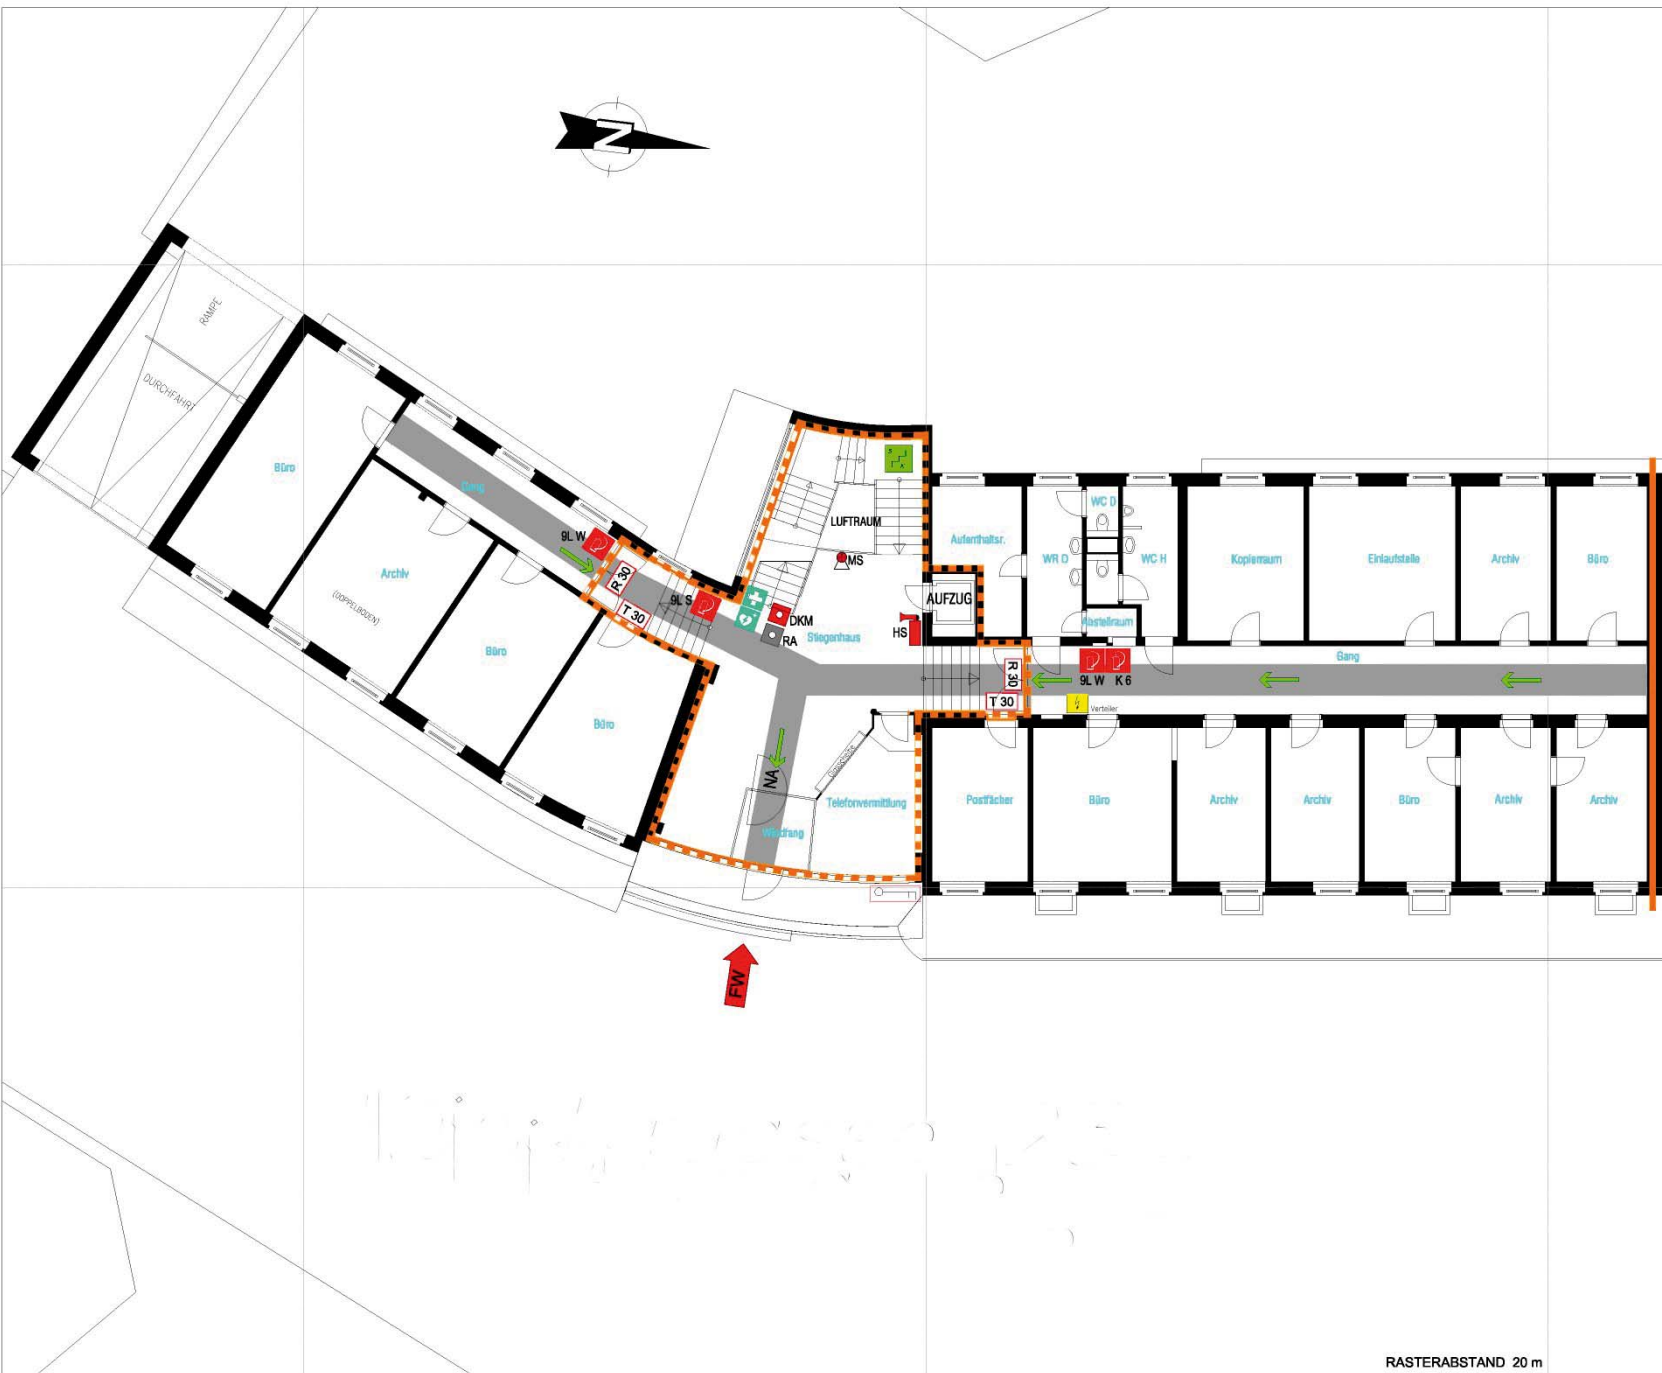 N
RAMPE
DURCHFAHRT
Büro
Gang
Archiv
(DOPPELBODEN)
Büro
Büro
9L W
R 30
T 30
9L S
LUFTRAUM
MS
DKM
RA
Stiegenhaus
HS
AUFZUG
S
K
Aufenthaltsr.
WR D
WC D
WC H
Abstellraum
Kopierraum
Einlaufstelle
Archiv
Büro
Gang
R 30
T 30
9L W
K 6
Verteiler
NA
Windfang
Telefonvermittlung
Postfächer
Büro
Archiv
Archiv
Büro
Archiv
Archiv
FW
RASTERABSTAND 20 m